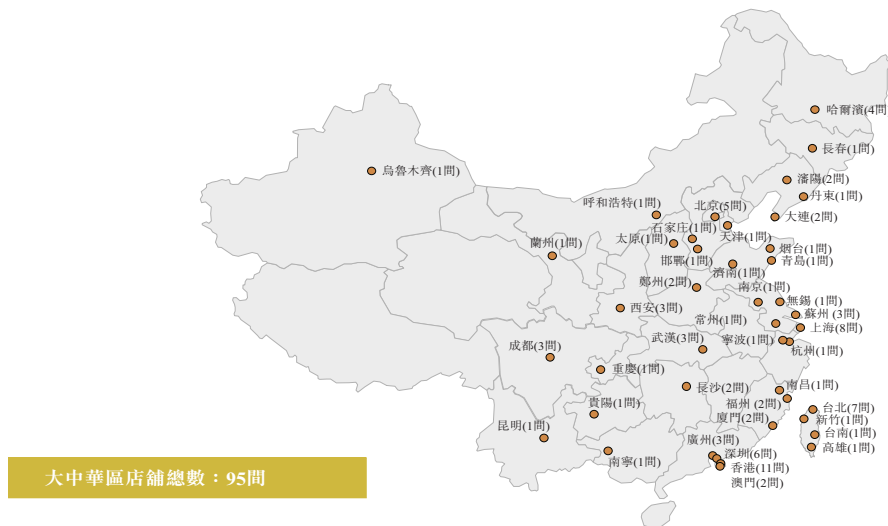 哈爾濱(4間
長春(1間)
烏魯木齊(1間)
瀋陽(2間)
丹東(1間)
呼和浩特(1間)
北京(5間)
大連(2間)
石家庄(1間)
太原(1間)
天津(1間)
蘭州(1間)
烟台(1間)
邯鄲(1間)
青島(1間)
濟南(1間)
鄭州(2間)
南京(1間)
無錫 (1間)
西安(3間)
蘇州 (3間)
常州(1間)
上海(8間)
武漢(3間)
寧波(1間)
成都(3間)
杭州(1間)
重慶(1間)
長沙(2間)
南昌(1間)
貴陽(1間)
福州 (2間)
台北(7間)
廈門(2間)
新竹(1間)
昆明(1間)
台南(1間)
廣州(3間)
高雄(1間)
深圳(6間)
南寧(1間)
香港(11間)
澳門(2間)
大中華區店舖總數：95間